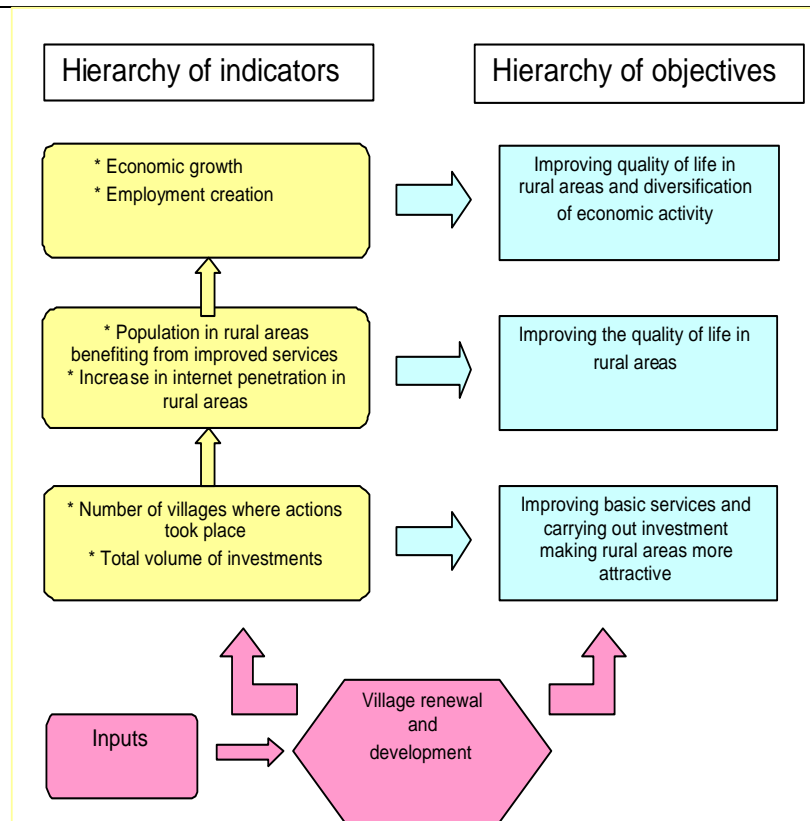 Hierarchy of indicators
Hierarchy of objectives
* Economic growth
* Employment creation
Improving quality of life in
rural areas and diversification
of economic activity
* Population in rural areas
benefiting from improved services
* Increase in internet penetration in
rural areas
Improving the quality of life in
rural areas
* Number of villages where actions
took place
* Total volume of investments
Improving basic services and
carrying out investment
making rural areas more
attractive
Inputs
Village renewal
and
development